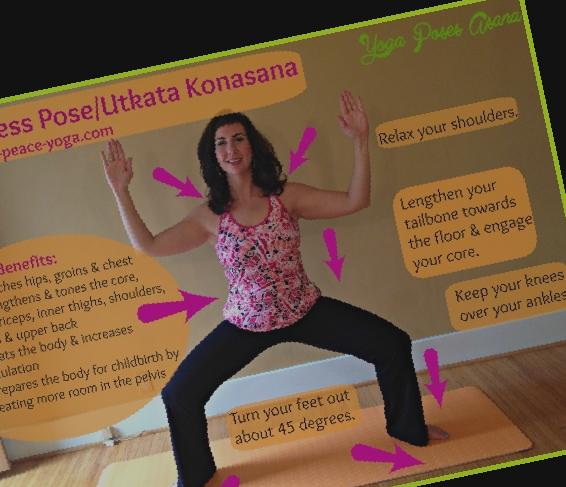 Yoga Poses Asana
ess Pose/Utkata Konasana
-peace-yoga.com
Relax your shoulders.
Lengthen your
tailbone towards
the floor & engage
your core.
Keep your knees
over your ankles
Benefits:
ches hips, groins & chest
ngthens & tones the core,
riceps, inner thighs, shoulders,
& upper back
ats the body & increases
ulation
repares the body for childbirth by
eating more room in the pelvis
Turn your feet out
about 45 degrees.